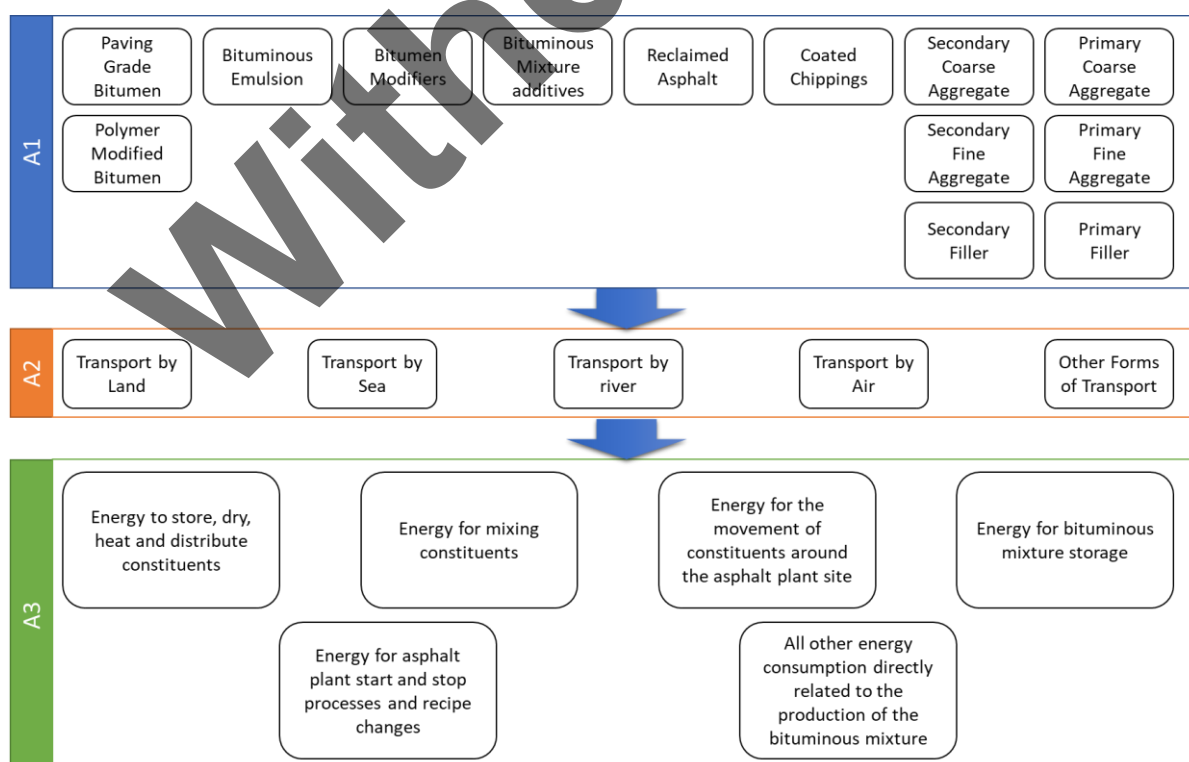 A1
Paving
Grade
Bitumen
Bituminous
Emulsion
Bitumen
Modifiers
Bituminous
Mixture
additives
Reclaimed
Asphalt
Coated
Chippings
Secondary
Coarse
Aggregate
Primary
Coarse
Aggregate
Polymer
Modified
Bitumen
Secondary
Fine
Aggregate
Primary
Fine
Aggregate
Secondary
Filler
Primary
Filler
A2
Transport by
Land
Transport by
Sea
Transport by
river
Transport by
Air
Other Forms
of Transport
A3
Energy to store, dry,
heat and distribute
constituents
Energy for mixing
constituents
Energy for the
movement of
constituents around
the asphalt plant site
Energy for bituminous
mixture storage
Energy for asphalt
plant start and stop
processes and recipe
changes
All other energy
consumption directly
related to the
production of the
bituminous mixture